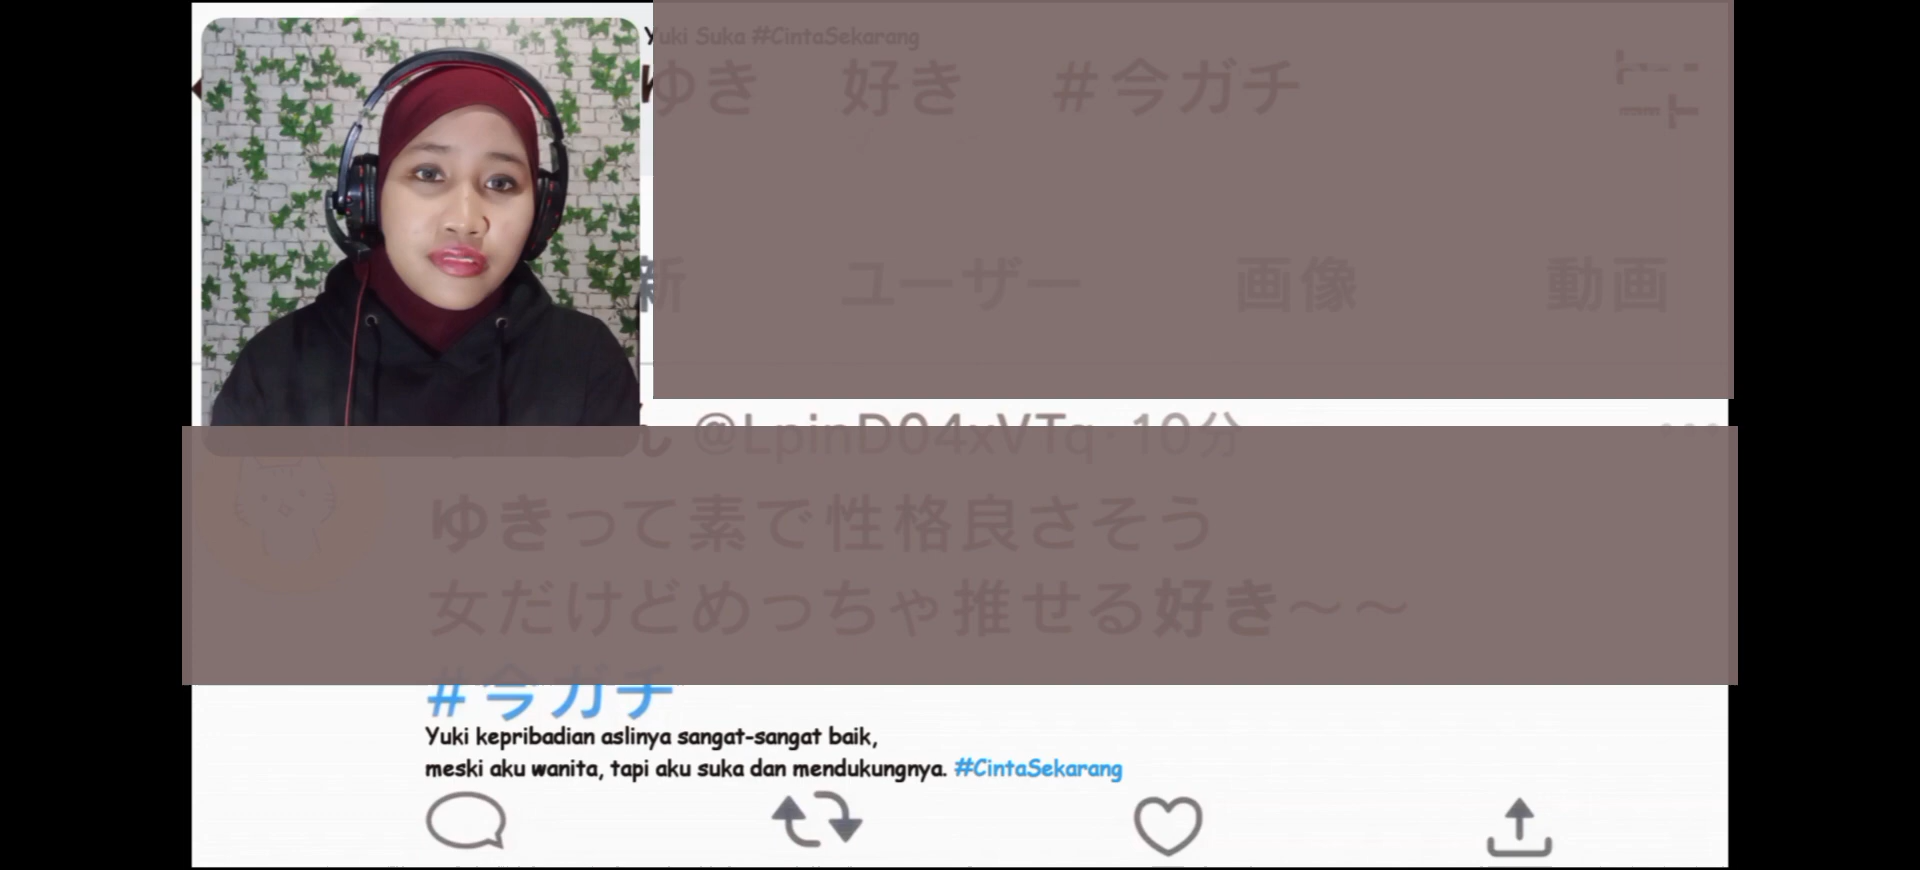 Yuki Suka #CintaSekarang
ゆき 好き #今ガチ
新 ユーザー 画像 動画
ん @LpinD04xVTq·10分
ゆきって素で性格良さそう
女だけどめっちゃ推せる好き～～
#今ガチ
Yuki kepribadian aslinya sangat-sangat baik,
meski aku wanita, tapi aku suka dan mendukungnya. #CintaSekarang